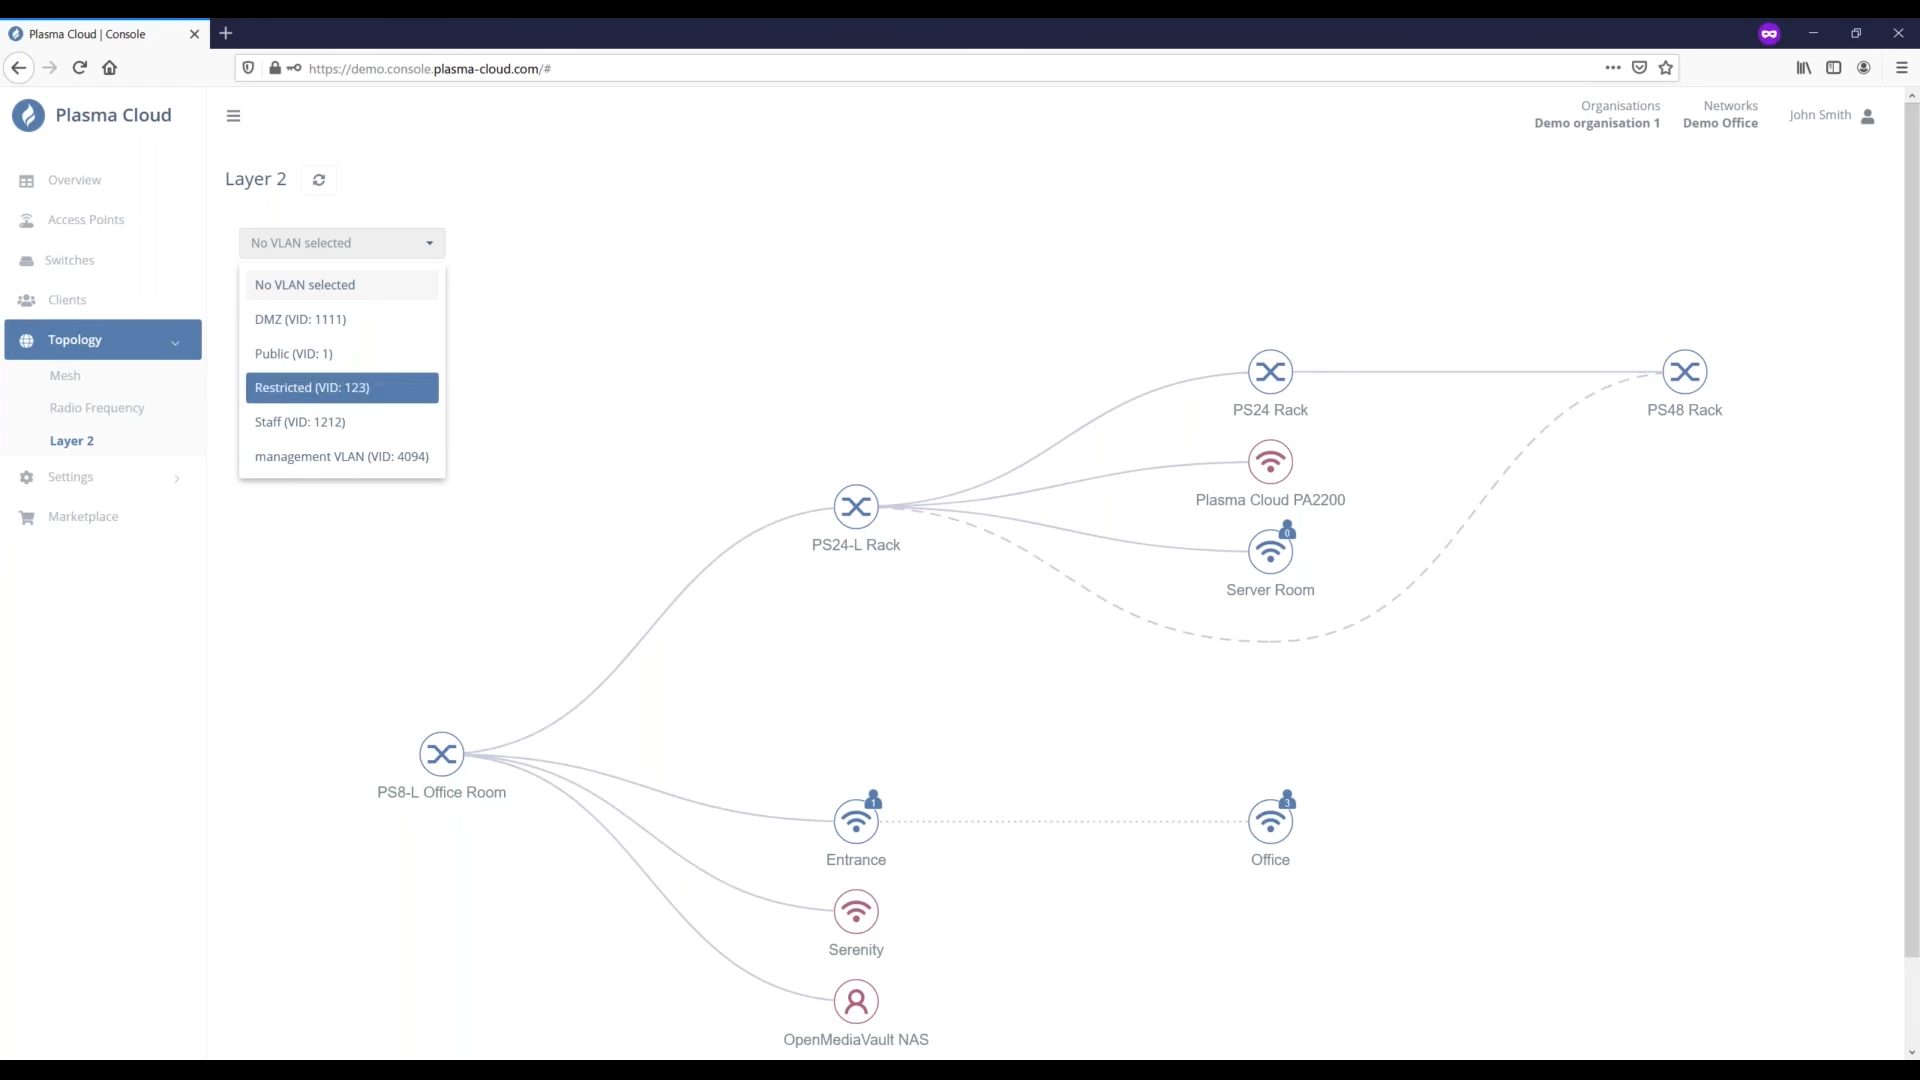 Plasma Cloud | Console
https://demo.console.plasma-cloud.com/#
Plasma Cloud
Organisations
Demo organisation 1
Networks
Demo Office
John Smith
Overview
Access Points
Switches
Clients
Topology
Mesh
Radio Frequency
Layer 2
Settings
Marketplace
Layer 2
No VLAN selected
No VLAN selected
DMZ (VID: 1111)
Public (VID: 1)
Restricted (VID: 123)
Staff (VID: 1212)
management VLAN (VID: 4094)
PS24 Rack
PS48 Rack
Plasma Cloud PA2200
PS24-L Rack
0
Server Room
PS8-L Office Room
1
Entrance
3
Office
Serenity
OpenMediaVault NAS